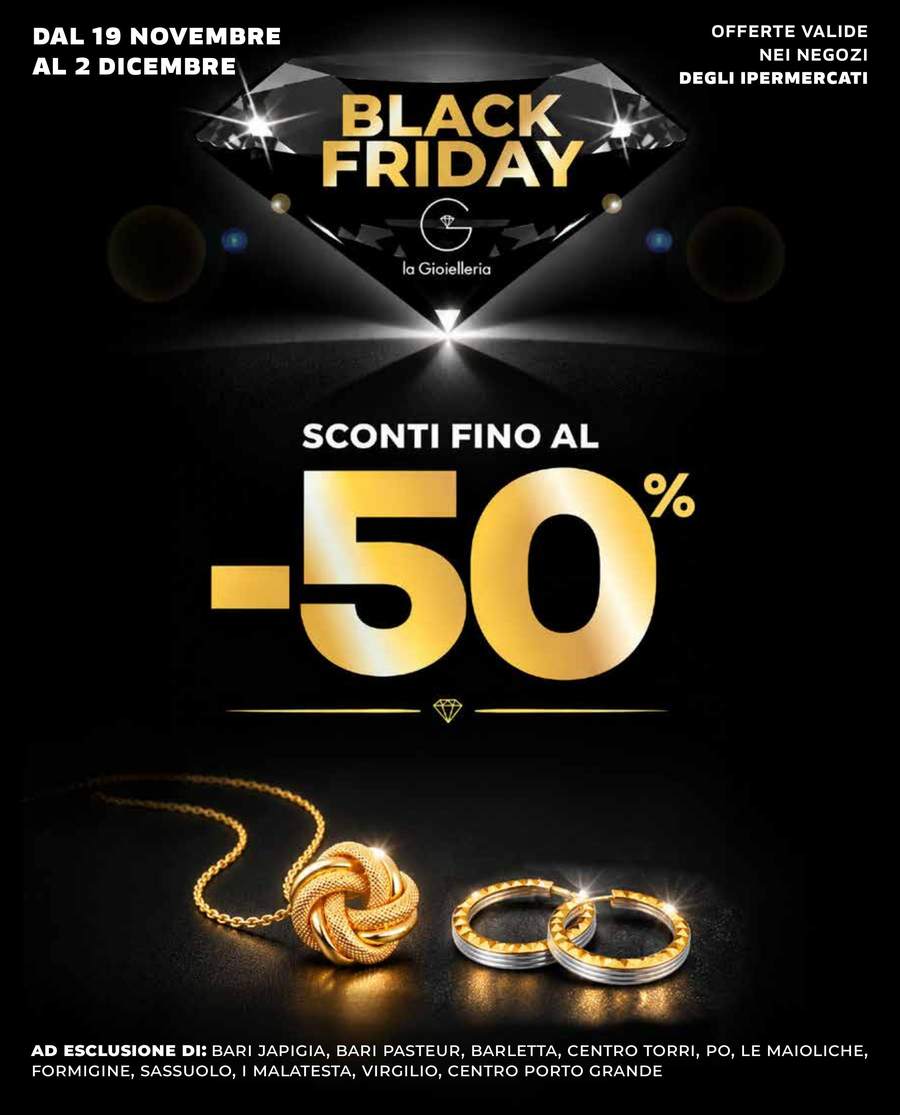 DAL 19 NOVEMBRE
AL 2 DICEMBRE
OFFERTE VALIDE
NEI NEGOZI
DEGLI IPERMERCATI
BLACK
FRIDAY
G
la Gioielleria
SCONTI FINO AL
-50%
AD ESCLUSIONE DI: BARI JAPIGIA, BARI PASTEUR, BARLETTA, CENTRO TORRI, PO, LE MAIOLICHE,
FORMIGINE, SASSUOLO, I MALATESTA, VIRGILIO, CENTRO PORTO GRANDE